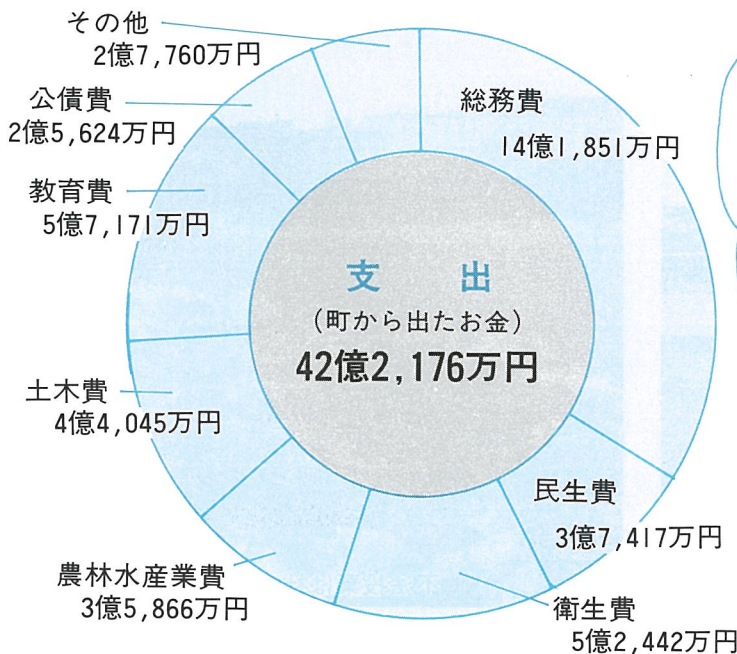 その他
2億7,760万円
公債費
2億5,624万円
教育費
5億7,171万円
土木費
4億4,045万円
農林水産業費
3億5,866万円
総務費
14億1,851万円
民生費
3億7,417万円
衛生費
5億2,442万円
支 出
(町から出たお金)
42億2,176万円